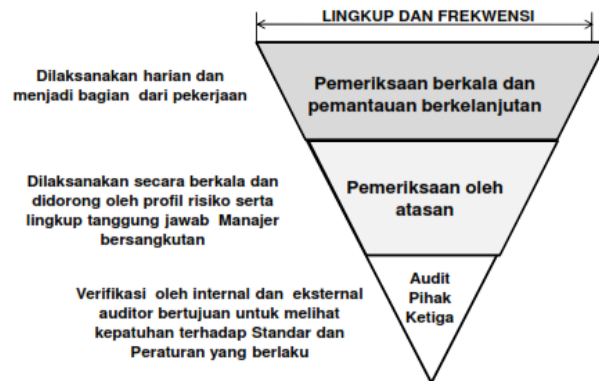 LINGKUP DAN FREKWENSI
Dilaksanakan harian dan
menjadi bagian dari pekerjaan
Pemeriksaan berkala dan
pemantauan berkelanjutan
Dilaksanakan secara berkala dan
didorong oleh profil risiko serta
lingkup tanggung jawab Manajer
bersangkutan
Pemeriksaan oleh
atasan
Verifikasi oleh internal dan eksternal
auditor bertujuan untuk melihat
kepatuhan terhadap Standar dan
Peraturan yang berlaku
Audit
Pihak
Ketiga